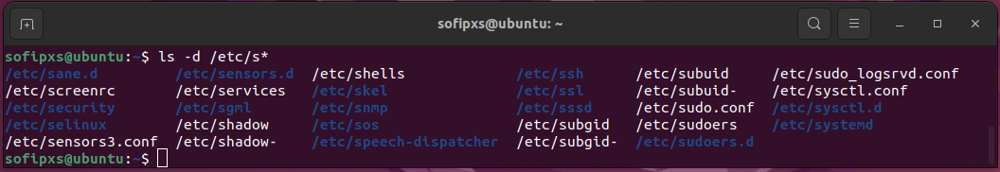 sofipxs@ubuntu: ~
sofipxs@ubuntu:~$ ls -d /etc/s*
/etc/sane.d /etc/sensors.d /etc/shells /etc/ssh /etc/subuid /etc/sudo_logsrvd.conf
/etc/screenrc /etc/services /etc/skel /etc/ssl /etc/subuid- /etc/sysctl.conf
/etc/security /etc/sgml /etc/snmp /etc/sssd /etc/sudo.conf /etc/sysctl.d
/etc/selinux /etc/shadow /etc/sos /etc/subgid /etc/sudoers /etc/systemd
/etc/sensors3.conf /etc/shadow- /etc/speech-dispatcher /etc/subgid- /etc/sudoers.d
sofipxs@ubuntu:~$